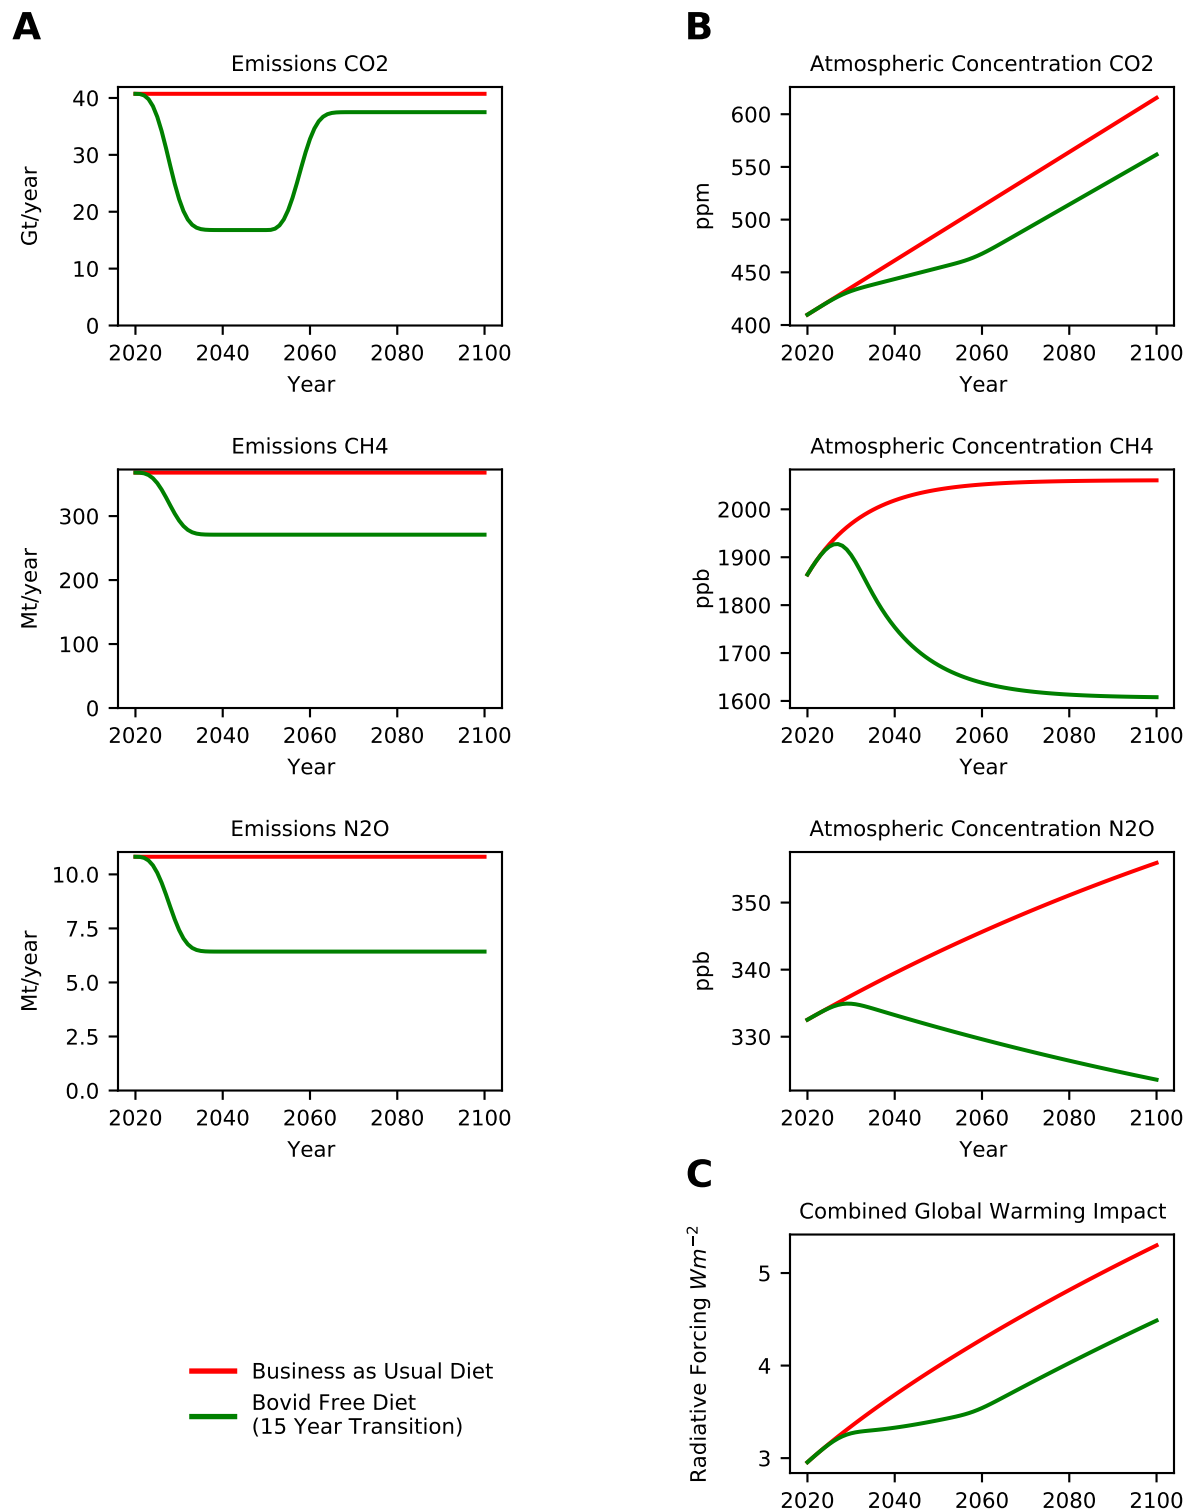 A
Emissions CO2
40
30
20
10
0
Gt/year
2020 2040 2060 2080 2100
Year
Emissions CH4
300
200
100
0
Mt/year
2020 2040 2060 2080 2100
Year
Emissions N2O
10.0
7.5
5.0
2.5
0.0
Mt/year
2020 2040 2060 2080 2100
Year
Business as Usual Diet
Bovid Free Diet
(15 Year Transition)
B
Atmospheric Concentration CO2
600
550
500
450
400
ppm
2020 2040 2060 2080 2100
Year
Atmospheric Concentration CH4
2000
1900
1800
1700
1600
ppb
2020 2040 2060 2080 2100
Year
Atmospheric Concentration N2O
350
340
330
ppb
2020 2040 2060 2080 2100
Year
C
Combined Global Warming Impact
5
4
3
Radiative Forcing Wm⁻²
2020 2040 2060 2080 2100